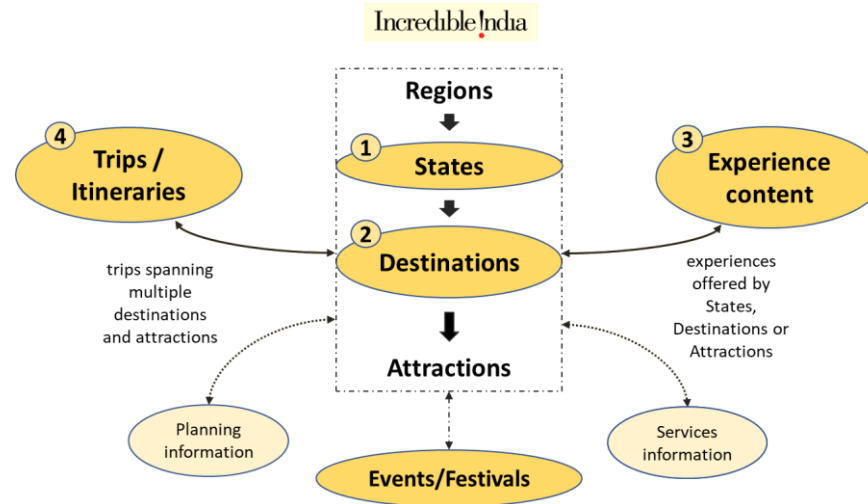 Incredible !ndia
Regions
4
Trips /
Itineraries
1
States
3
Experience
content
2
Destinations
trips spanning
multiple
destinations
and attractions
experiences
offered by
States,
Destinations or
Attractions
Attractions
Planning
information
Services
information
Events/Festivals